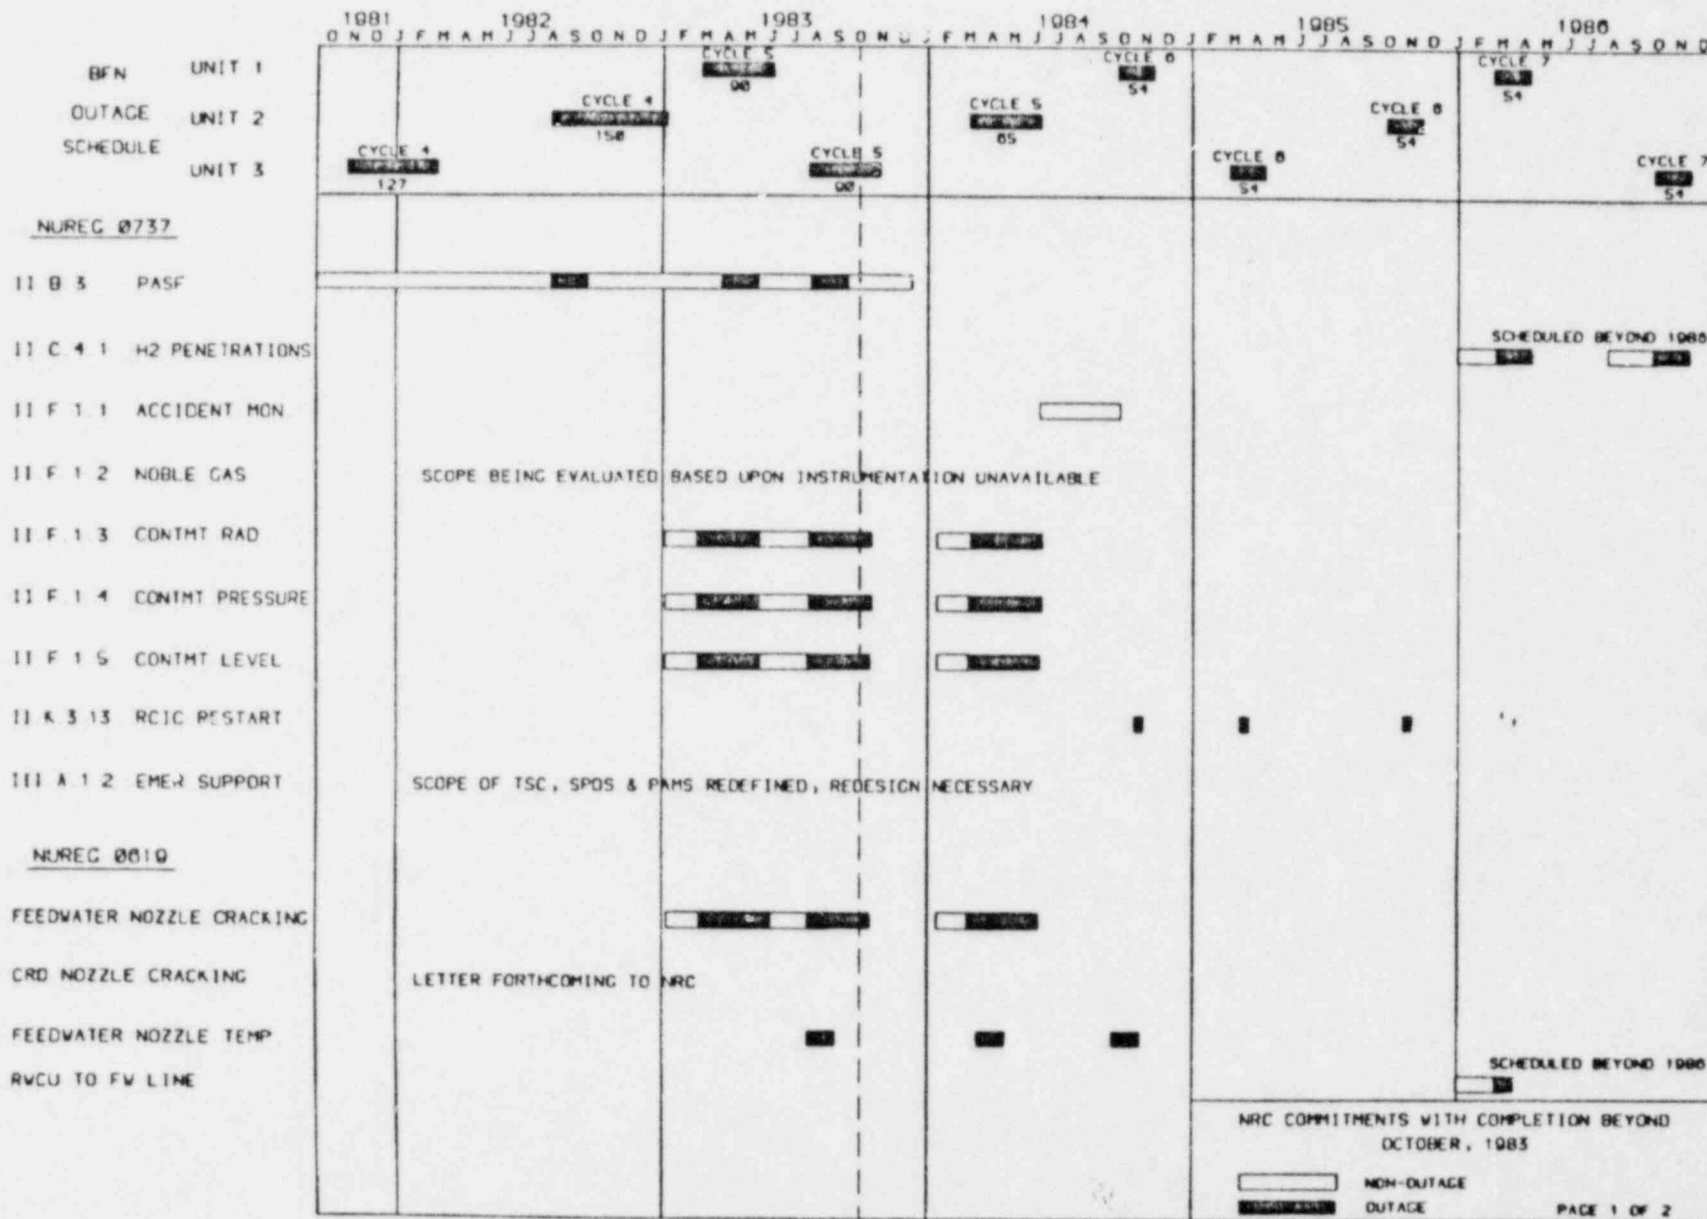 1981 1982 1983 1984 1985 1986
O N D J F M A M J J A S O N D J F M A M J J A S O N D J F M A M J J A S O N D J F M A M J J A S O N D J F M A M J J A S O N D
BFN UNIT 1 CYCLE 5 90 CYCLE 6 54 CYCLE 7 54
OUTAGE UNIT 2 CYCLE 4 150 CYCLE 5 85 CYCLE 6 54
SCHEDULE
UNIT 3 CYCLE 4 127 CYCLE 5 90 CYCLE 6 54 CYCLE 7 54
NUREG 0737
II B 3 PASF
II C.4.1 H2 PENETRATIONS SCHEDULED BEYOND 1986
II F 1.1 ACCIDENT MON
II F 1 2 NOBLE GAS SCOPE BEING EVALUATED BASED UPON INSTRUMENTATION UNAVAILABLE
II F.1 3 CONTMT RAD
II F.1 4 CONTMT PRESSURE
II F 1 5 CONTMT LEVEL
II K 3 13 RCIC RESTART
III A.1 2 EMER SUPPORT SCOPE OF TSC, SPDS & PAMS REDEFINED, REDESIGN NECESSARY
NUREG 0619
FEEDWATER NOZZLE CRACKING
CRD NOZZLE CRACKING LETTER FORTHCOMING TO NRC
FEEDWATER NOZZLE TEMP
RWCU TO FW LINE SCHEDULED BEYOND 1986
NRC COMMITMENTS WITH COMPLETION BEYOND
OCTOBER, 1983
NON-OUTAGE
OUTAGE PAGE 1 OF 2